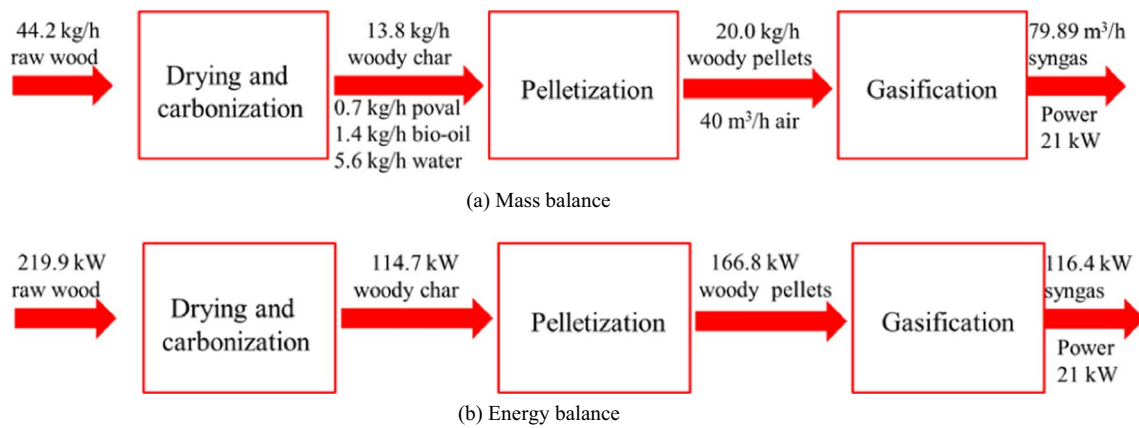 44.2 kg/h
raw wood
Drying and
carbonization
13.8 kg/h
woody char
0.7 kg/h poval
1.4 kg/h bio-oil
5.6 kg/h water
Pelletization
20.0 kg/h
woody pellets
40 m³/h air
Gasification
79.89 m³/h
syngas
Power
21 kW
(a) Mass balance
219.9 kW
raw wood
Drying and
carbonization
114.7 kW
woody char
Pelletization
166.8 kW
woody pellets
Gasification
116.4 kW
syngas
Power
21 kW
(b) Energy balance